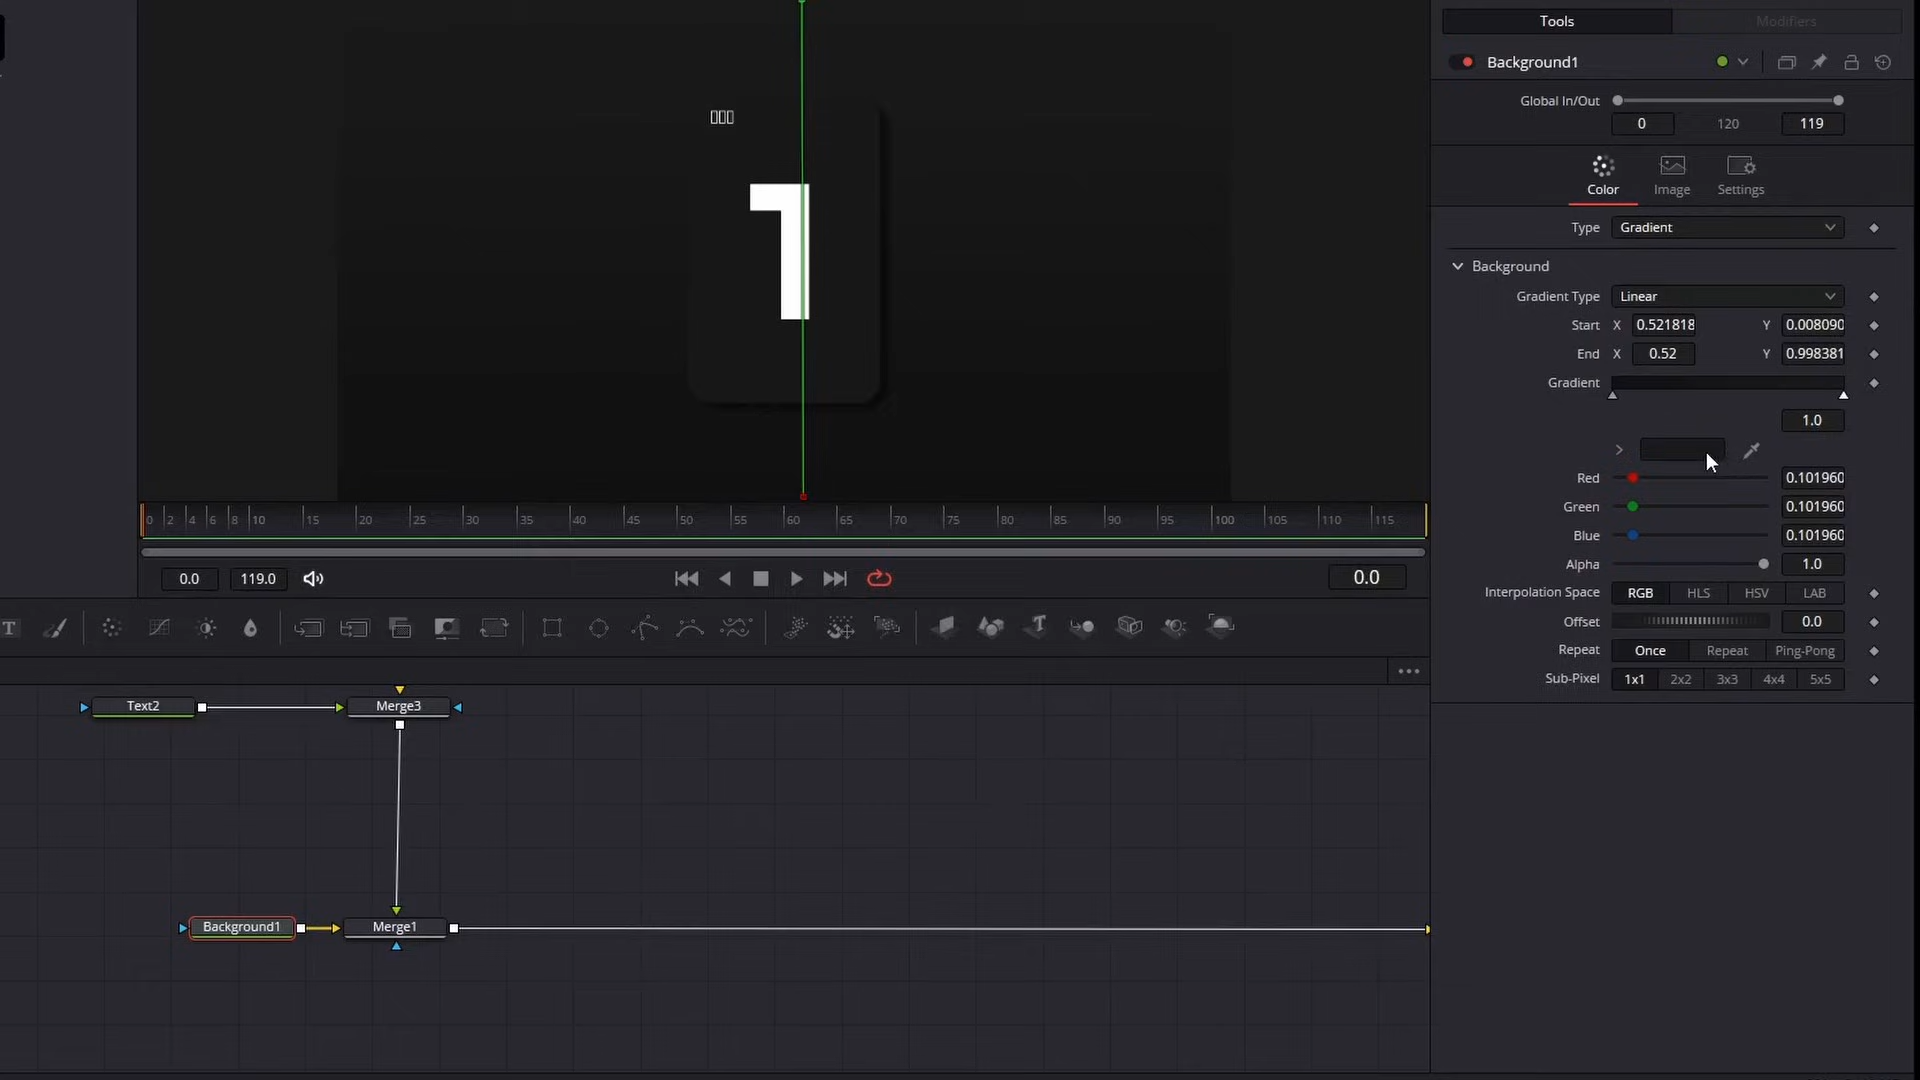 Tools
Modifiers
Background1
Global In/Out
0
120
119
Color
Image
Settings
Type
Gradient
Background
Gradient Type
Linear
Start
X
0.521818
Y
0.008090
End
X
0.52
Y
0.998381
Gradient
1.0
Red
0.101960
Green
0.101960
Blue
0.101960
Alpha
1.0
Interpolation Space
RGB
HLS
HSV
LAB
Offset
0.0
Repeat
Once
Repeat
Ping-Pong
Sub-Pixel
1x1
2x2
3x3
4x4
5x5
1
0 2 4 6 8 10 15 20 25 30 35 40 45 50 55 60 65 70 75 80 85 90 95 100 105 110 115
0.0
119.0
0.0
T
Text2
Merge3
Background1
Merge1